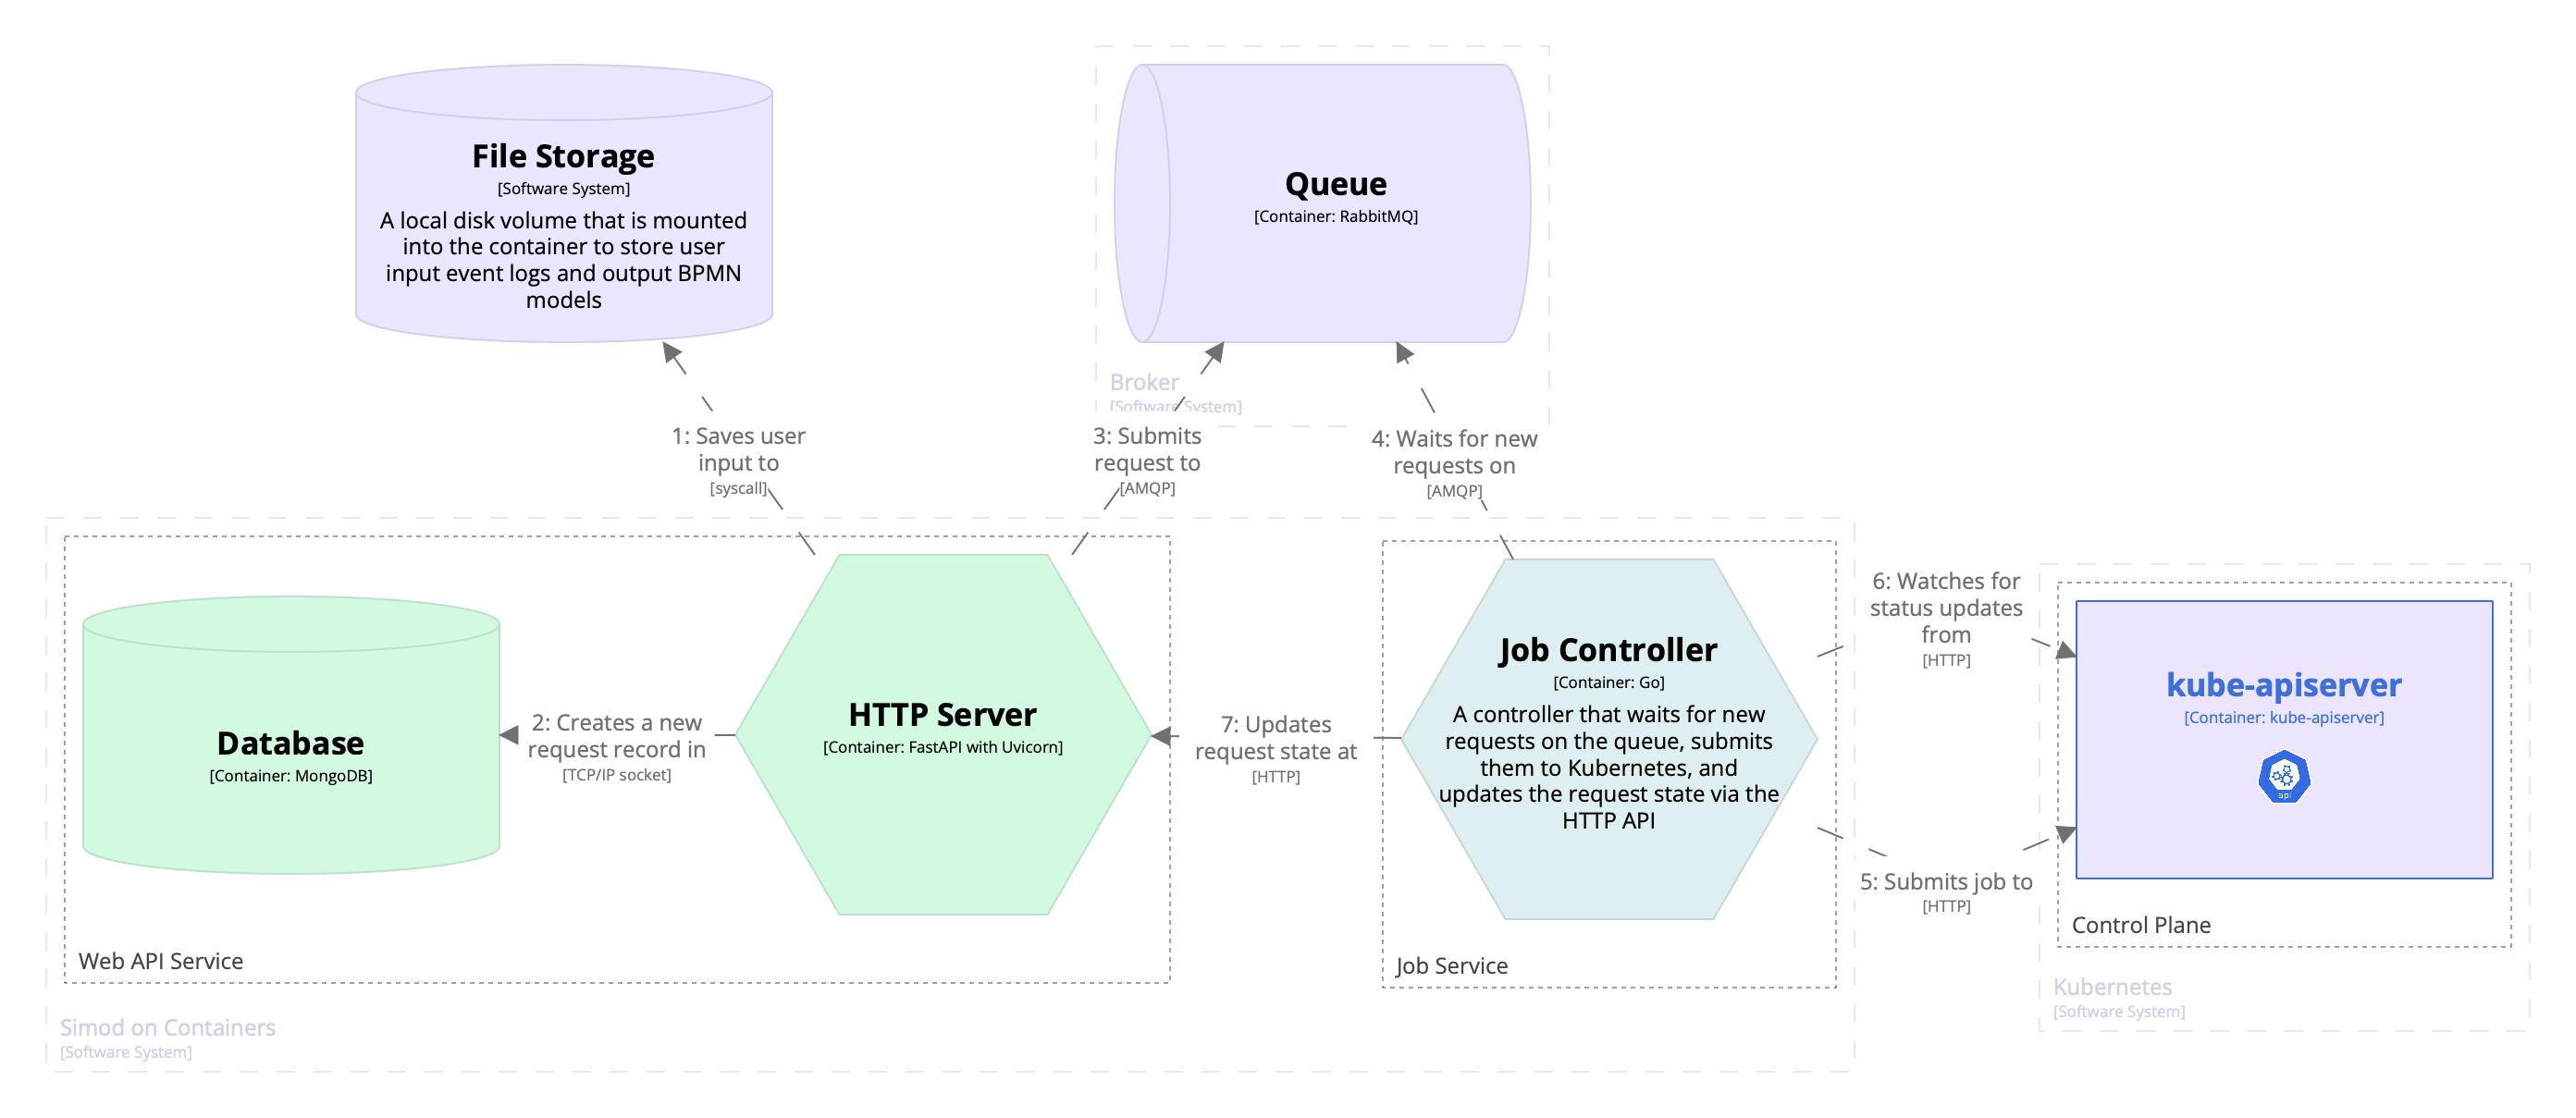 File Storage
[Software System]
A local disk volume that is mounted
into the container to store user
input event logs and output BPMN
models
Queue
[Container: RabbitMQ]
Broker
[Software System]
1: Saves user
input to
[syscall]
3: Submits
request to
[AMQP]
4: Waits for new
requests on
[AMQP]
Database
[Container: MongoDB]
2: Creates a new
request record in
[TCP/IP socket]
HTTP Server
[Container: FastAPI with Uvicorn]
7: Updates
request state at
[HTTP]
Job Controller
[Container: Go]
A controller that waits for new
requests on the queue, submits
them to Kubernetes, and
updates the request state via the
HTTP API
6: Watches for
status updates
from
[HTTP]
kube-apiserver
[Container: kube-apiserver]
api
5: Submits job to
[HTTP]
Control Plane
Web API Service
Job Service
Kubernetes
[Software System]
Simod on Containers
[Software System]